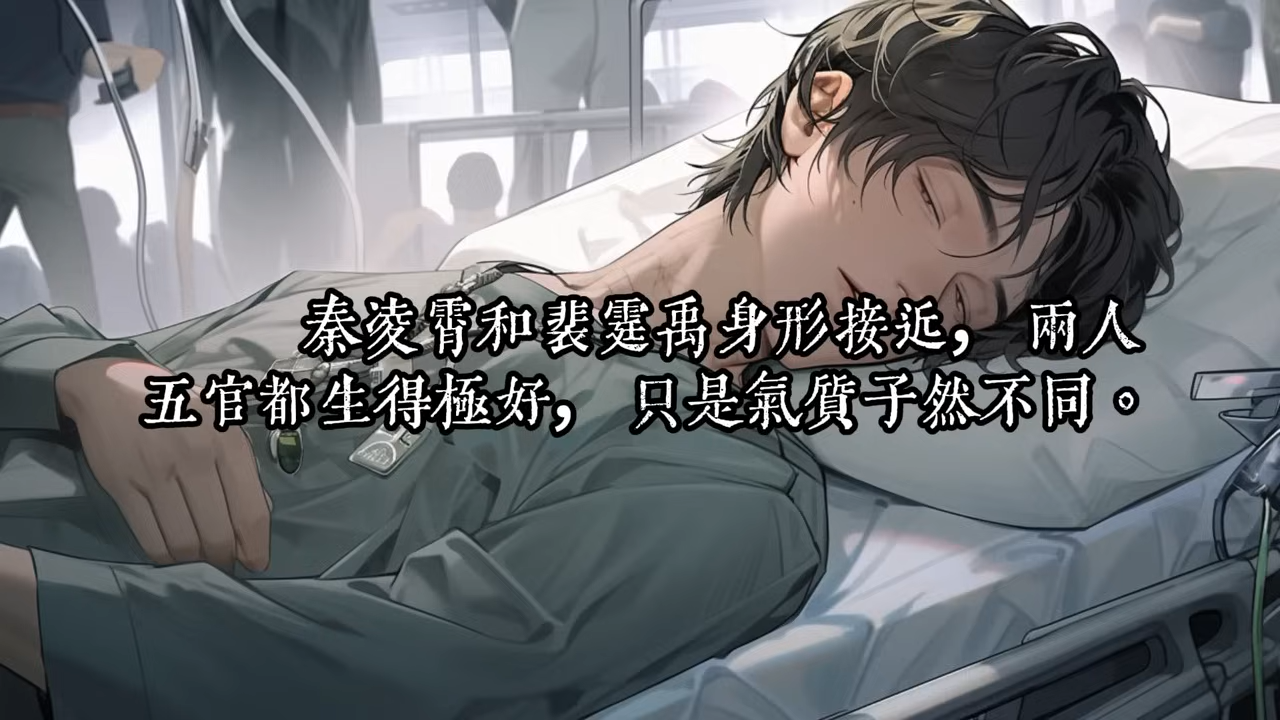 秦凌霄和裴霆禹身形接近， 兩人
五官都生得極好， 只是氣質孑然不同。